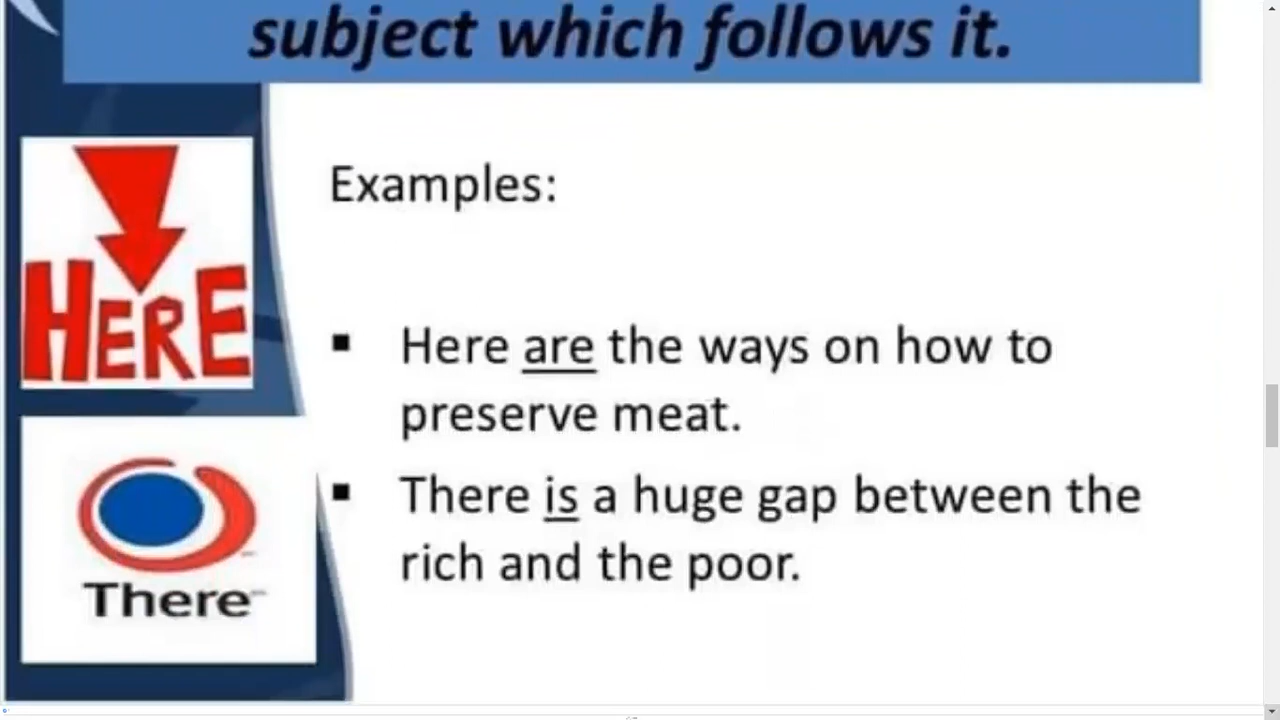 subject which follows it.
Examples:
HERE
▪ Here are the ways on how to
preserve meat.
▪ There is a huge gap between the
rich and the poor.
There